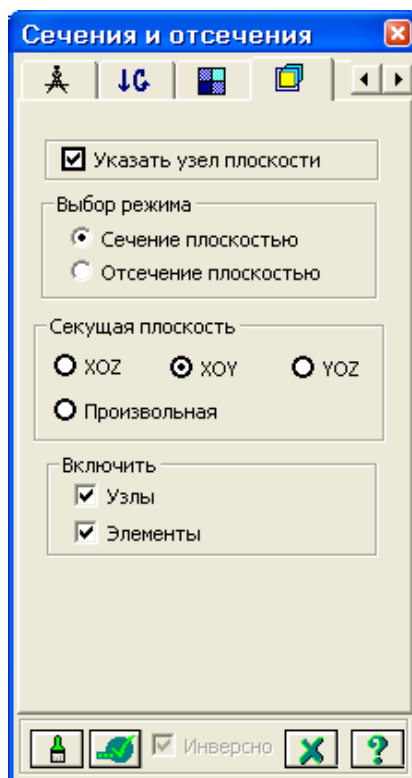 Сечения и отсечения
Указать узел плоскости
Выбор режима
Сечение плоскостью
Отсечение плоскостью
Секущая плоскость
XOZ XOY YOZ
Произвольная
Включить
Узлы
Элементы
Инверсно